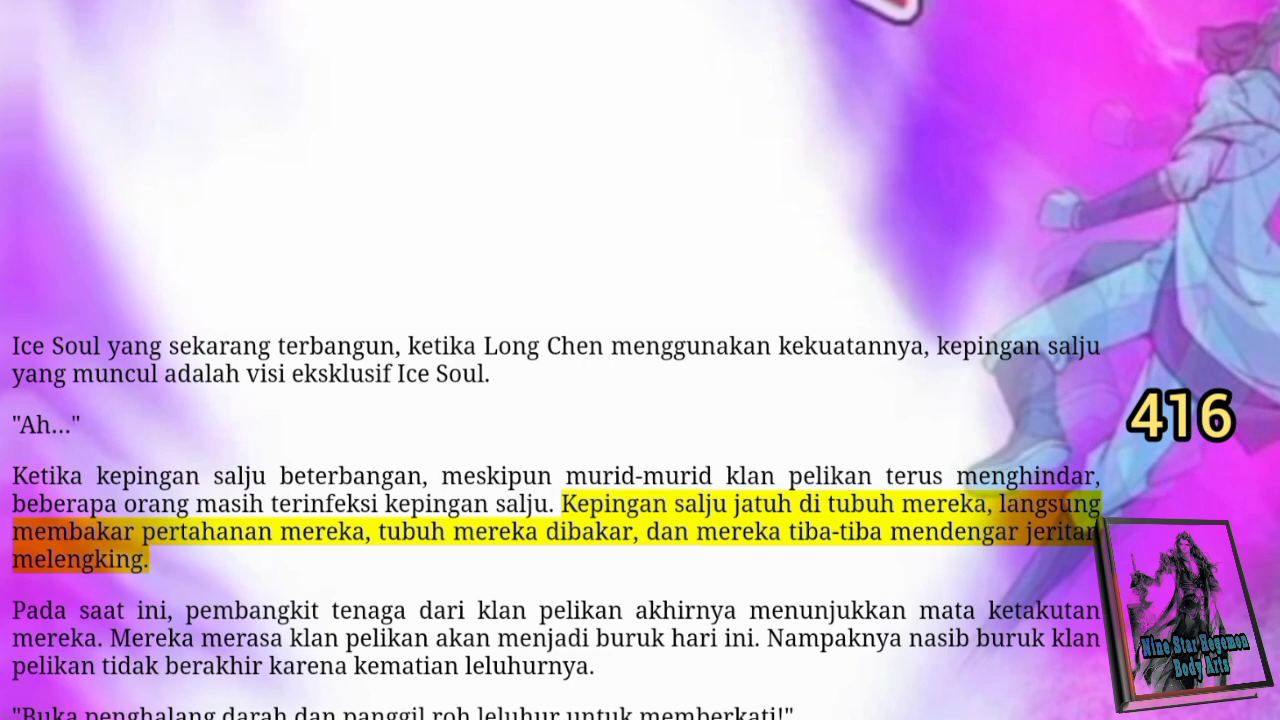 Ice Soul yang sekarang terbangun, ketika Long Chen menggunakan kekuatannya, kepingan salju
yang muncul adalah visi eksklusif Ice Soul.
"Ah..."
Ketika kepingan salju beterbangan, meskipun murid-murid klan pelikan terus menghindar,
beberapa orang masih terinfeksi kepingan salju. Kepingan salju jatuh di tubuh mereka, langsung
membakar pertahanan mereka, tubuh mereka dibakar, dan mereka tiba-tiba mendengar jeritan
melengking.
Pada saat ini, pembangkit tenaga dari klan pelikan akhirnya menunjukkan mata ketakutan
mereka. Mereka merasa klan pelikan akan menjadi buruk hari ini. Nampaknya nasib buruk klan
pelikan tidak berakhir karena kematian leluhurnya.
"Buka penghalang darah dan panggil roh leluhur untuk memberkati!"
416
Nine Star Hegemon
Body Arts